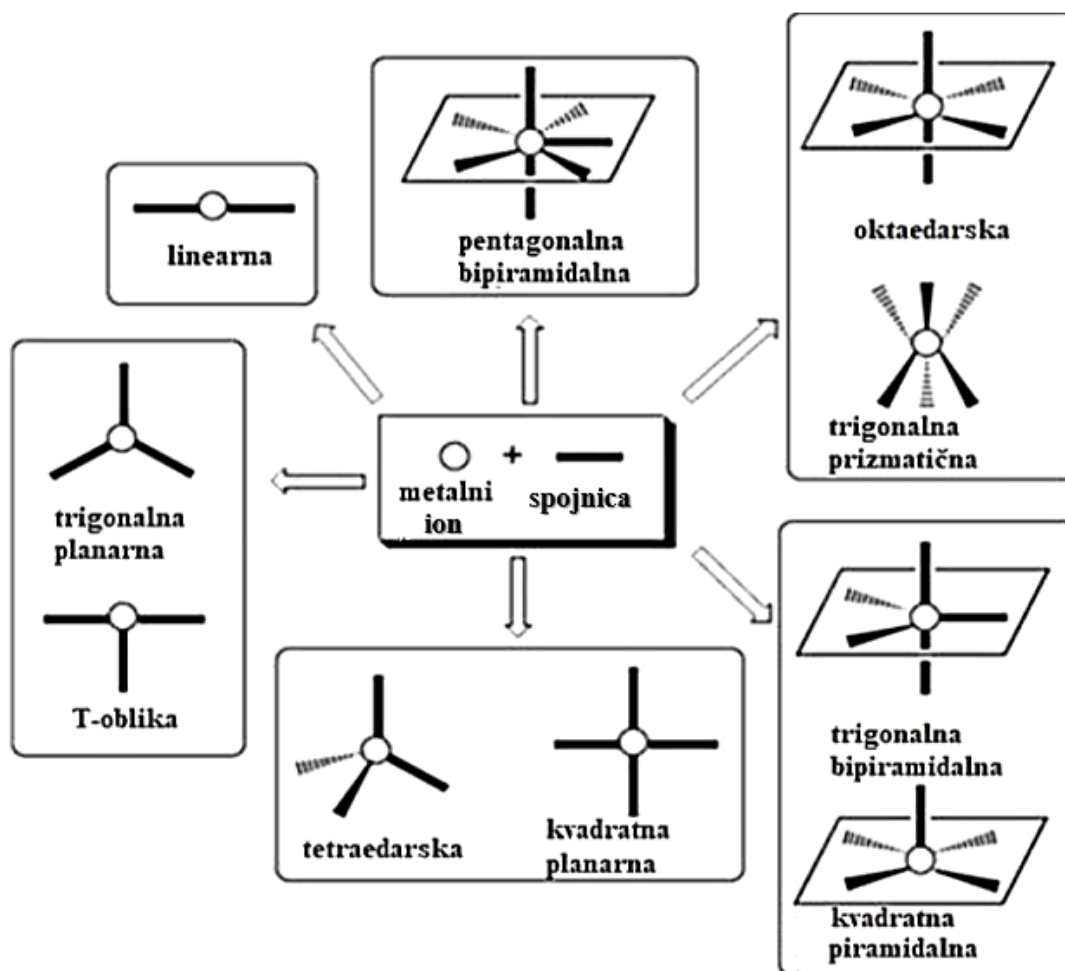 linearna
pentagonalna
bipiramidalna
oktaedarska
trigonalna
prizmatična
metalni
ion
+
spojnica
trigonalna
planarna
T-oblika
tetraedarska
kvadratna
planarna
trigonalna
bipiramidalna
kvadratna
piramidalna